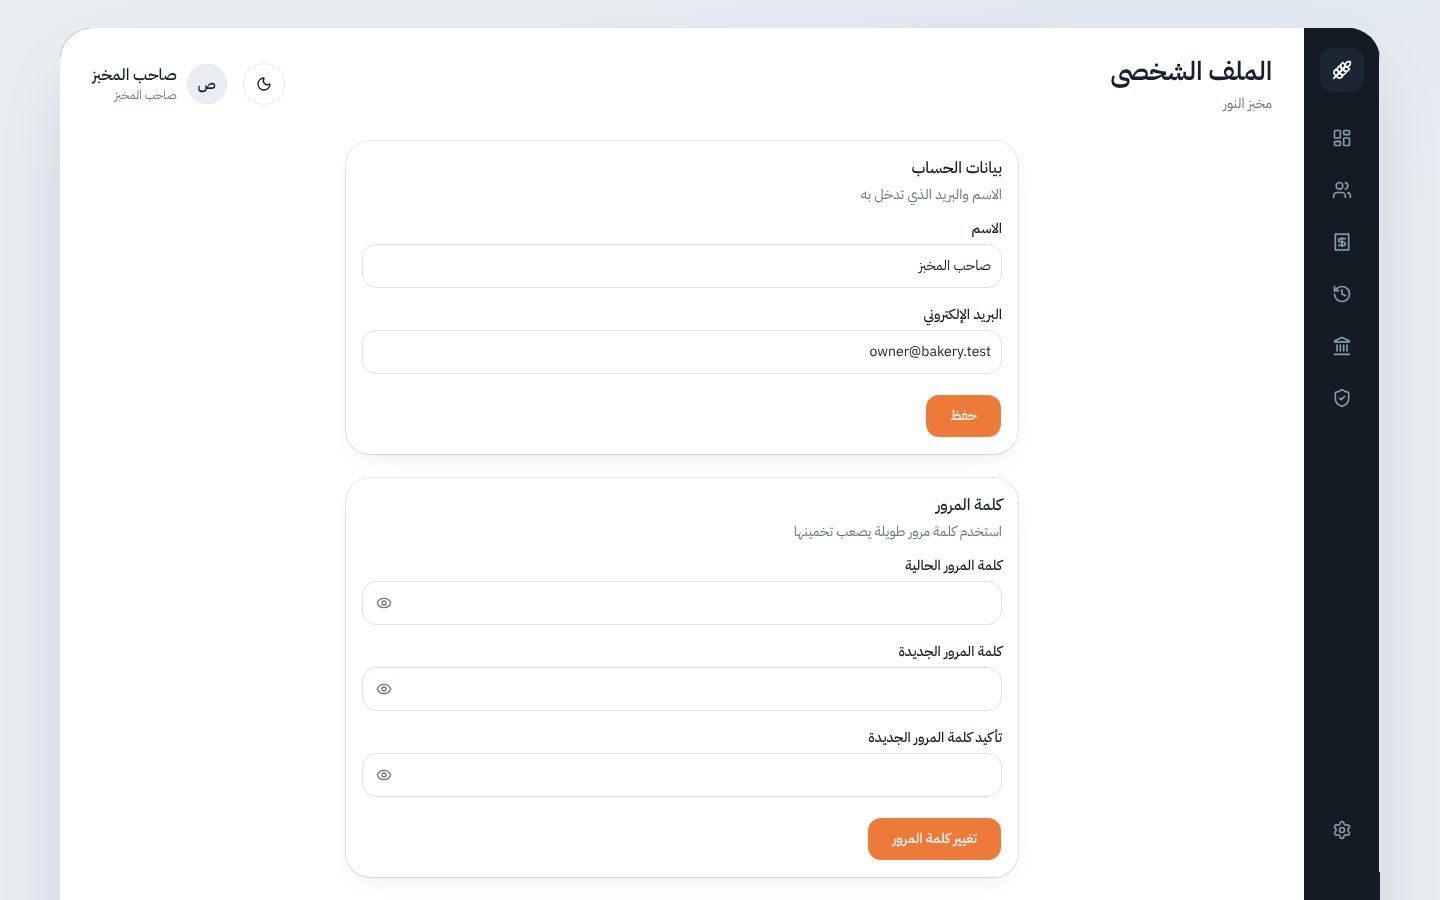 الملف الشخصى
مخبز النور
ص
صاحب المخبز
صاحب المخبز
بيانات الحساب
الاسم والبريد الذي تدخل به
الاسم
صاحب المخبز
البريد الإلكتروني
owner@bakery.test
حفظ
كلمة المرور
استخدم كلمة مرور طويلة يصعب تخمينها
كلمة المرور الحالية
كلمة المرور الجديدة
تأكيد كلمة المرور الجديدة
تغيير كلمة المرور